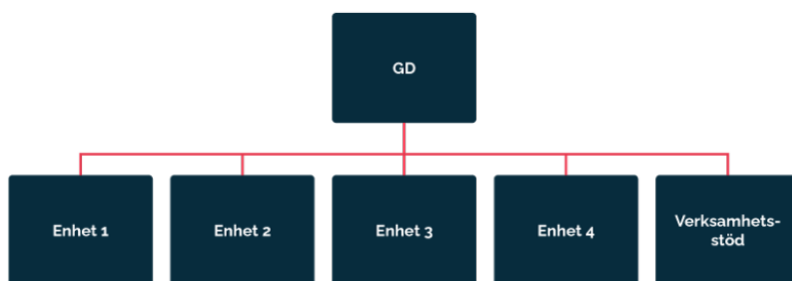 GD
Enhet 1
Enhet 2
Enhet 3
Enhet 4
Verksamhets-
stöd